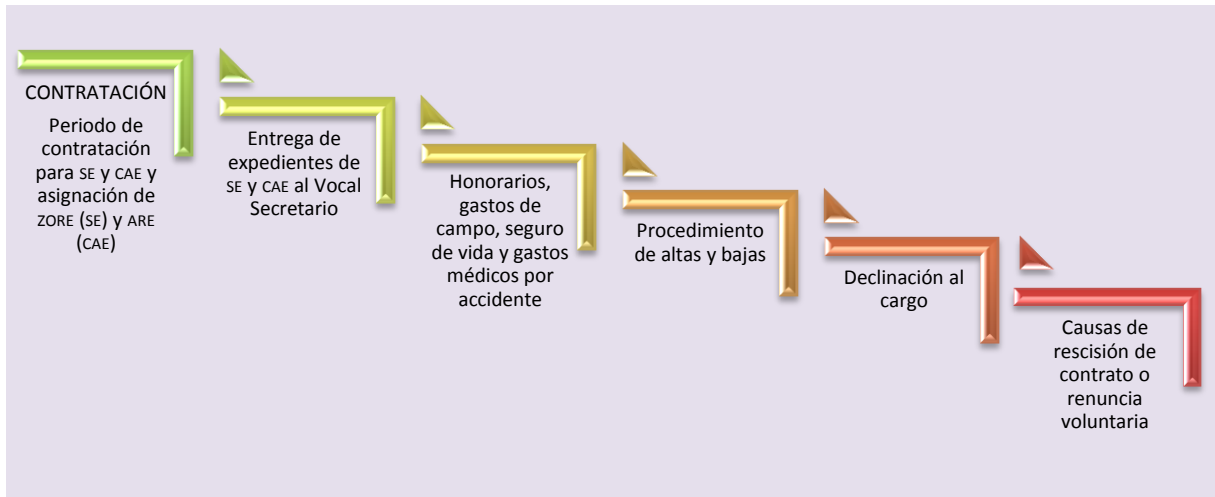 CONTRATACIÓN
Periodo de
contratación
para SE y CAE y
asignación de
ZORE (SE) y ARE
(CAE)
Entrega de
expedientes de
SE y CAE al Vocal
Secretario
Honorarios,
gastos de
campo, seguro
de vida y gastos
médicos por
accidente
Procedimiento
de altas y bajas
Declinación al
cargo
Causas de
rescisión de
contrato o
renuncia
voluntaria